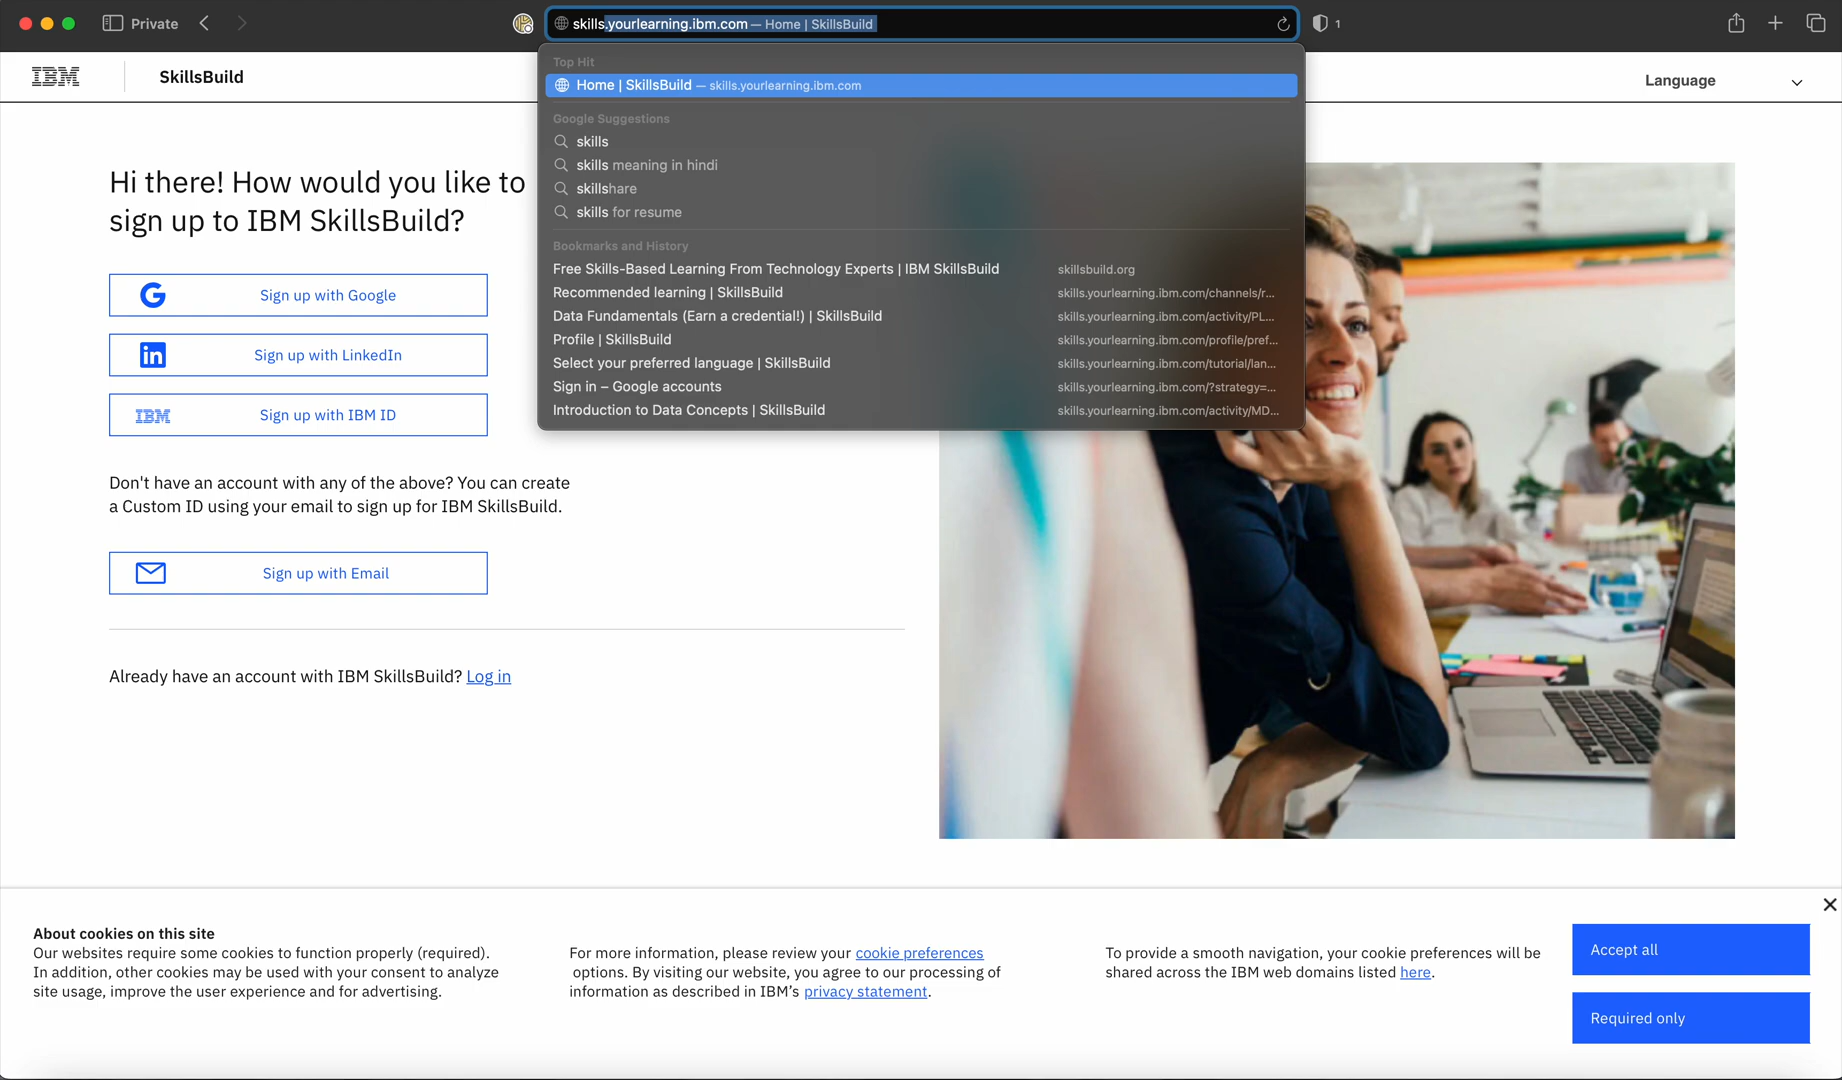 Private
skills.yourlearning.ibm.com — Home | SkillsBuild
1
IBM
SkillsBuild
Language
Top Hit
Home | SkillsBuild — skills.yourlearning.ibm.com
Google Suggestions
skills
skills meaning in hindi
skillshare
skills for resume
Bookmarks and History
Free Skills-Based Learning From Technology Experts | IBM SkillsBuild skillsbuild.org
Recommended learning | SkillsBuild skills.yourlearning.ibm.com/channels/r...
Data Fundamentals (Earn a credential!) | SkillsBuild skills.yourlearning.ibm.com/activity/PL...
Profile | SkillsBuild skills.yourlearning.ibm.com/profile/pref...
Select your preferred language | SkillsBuild skills.yourlearning.ibm.com/tutorial/lan...
Sign in – Google accounts skills.yourlearning.ibm.com/?strategy=...
Introduction to Data Concepts | SkillsBuild skills.yourlearning.ibm.com/activity/MD...
Hi there! How would you like to
sign up to IBM SkillsBuild?
G Sign up with Google
in Sign up with LinkedIn
IBM Sign up with IBM ID
Don't have an account with any of the above? You can create
a Custom ID using your email to sign up for IBM SkillsBuild.
Sign up with Email
Already have an account with IBM SkillsBuild? Log in
About cookies on this site
Our websites require some cookies to function properly (required).
In addition, other cookies may be used with your consent to analyze
site usage, improve the user experience and for advertising.
For more information, please review your cookie preferences
options. By visiting our website, you agree to our processing of
information as described in IBM’s privacy statement.
To provide a smooth navigation, your cookie preferences will be
shared across the IBM web domains listed here.
Accept all
Required only